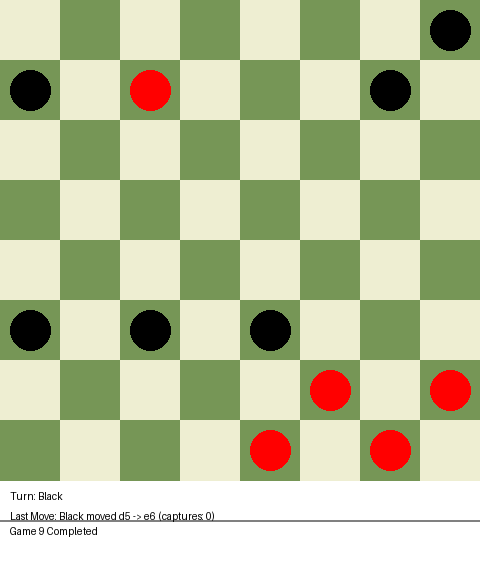 Turn: Black
Last Move: Black moved d5 -> e6 (captures: 0)
Game 9 Completed